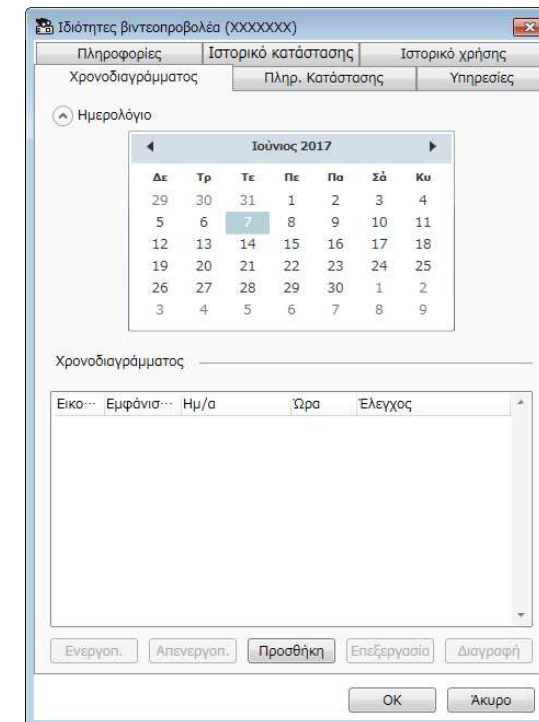 Ιδιότητες βιντεοπροβολέα (XXXXXXX)
Πληροφορίες Ιστορικό κατάστασης Ιστορικό χρήσης
Χρονοδιαγράμματος Πληρ. Κατάστασης Υπηρεσίες
Ημερολόγιο
Ιούνιος 2017
Δε Τρ Τε Πε Πα Σά Κυ
29 30 31 1 2 3 4
5 6 7 8 9 10 11
12 13 14 15 16 17 18
19 20 21 22 23 24 25
26 27 28 29 30 1 2
3 4 5 6 7 8 9
Χρονοδιαγράμματος
Εικο··· Εμφάνισ··· Ημ/α Ώρα Έλεγχος
Ενεργοπ. Απενεργοπ. Προσθήκη Επεξεργασία Διαγραφή
OK Άκυρο